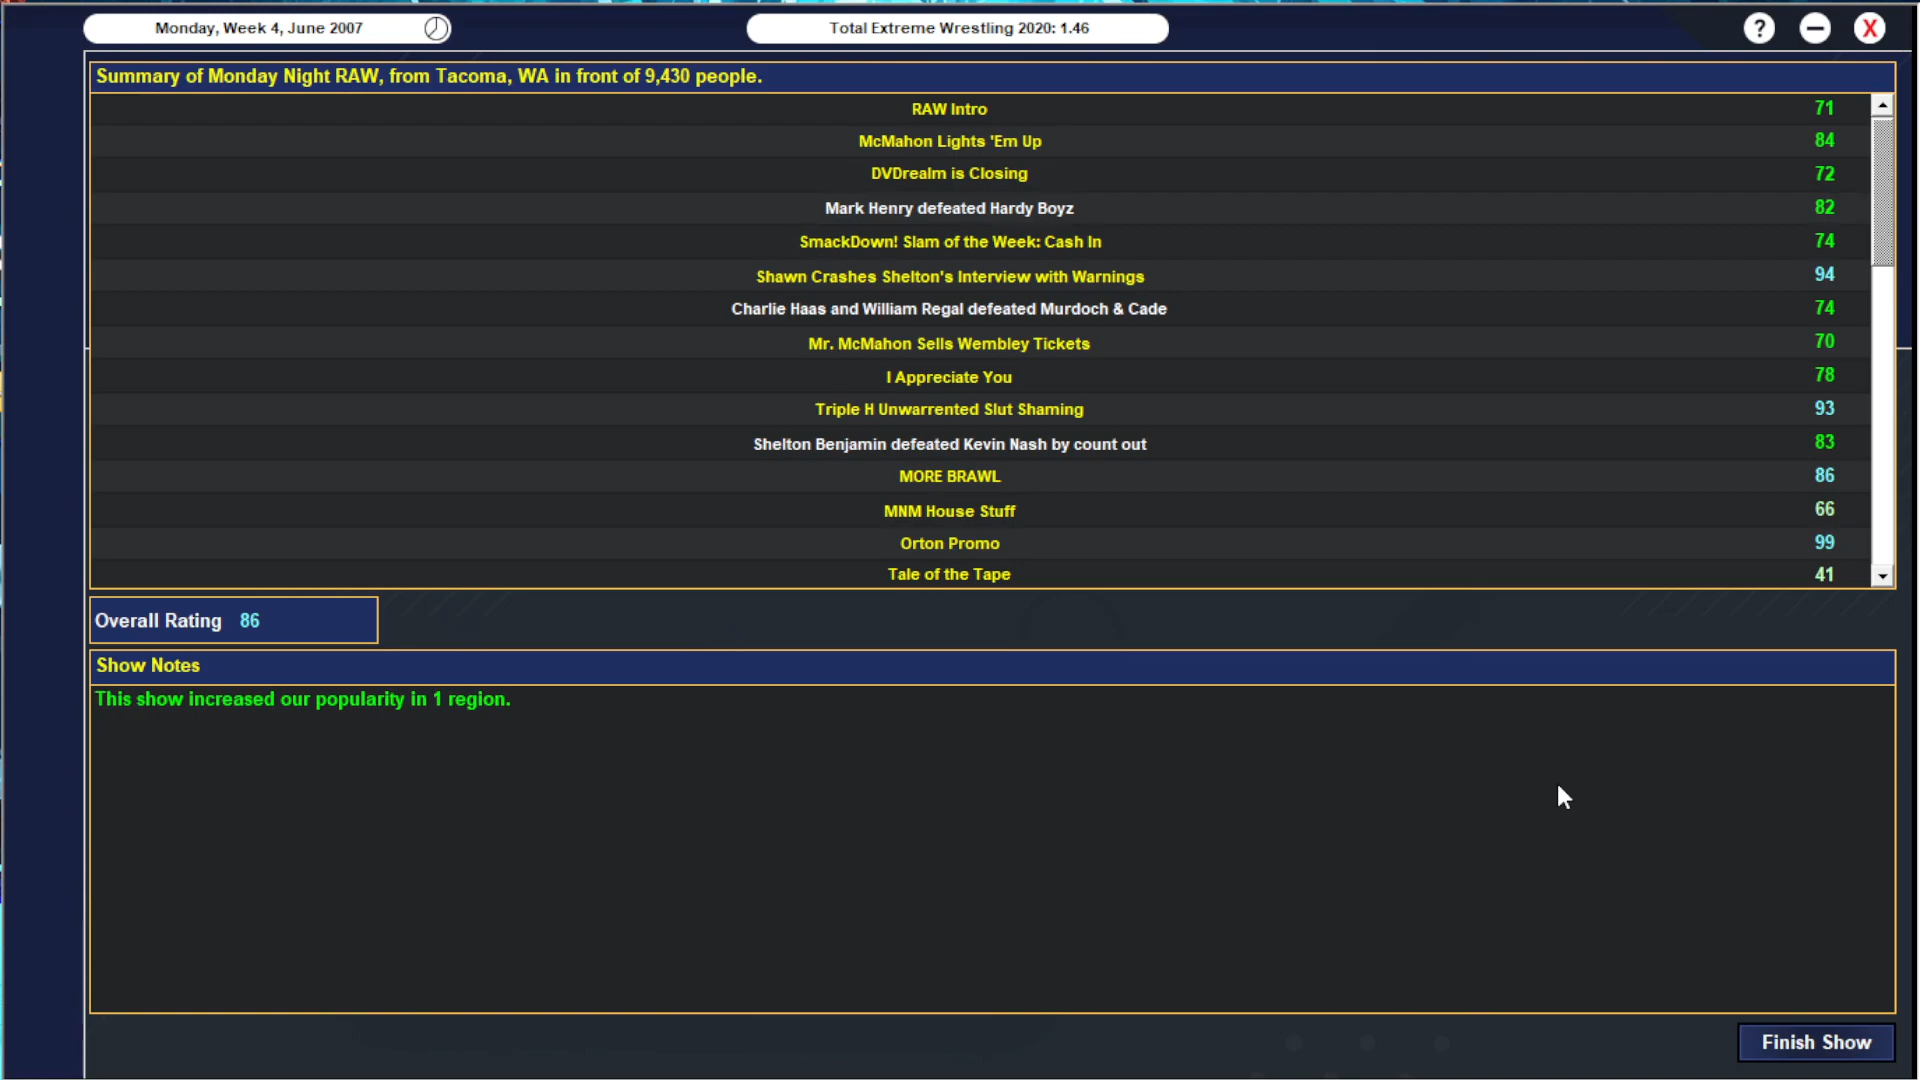 Monday, Week 4, June 2007
Total Extreme Wrestling 2020: 1.46
?
X
Summary of Monday Night RAW, from Tacoma, WA in front of 9,430 people.
RAW Intro 71
McMahon Lights 'Em Up 84
DVDrealm is Closing 72
Mark Henry defeated Hardy Boyz 82
SmackDown! Slam of the Week: Cash In 74
Shawn Crashes Shelton's Interview with Warnings 94
Charlie Haas and William Regal defeated Murdoch & Cade 74
Mr. McMahon Sells Wembley Tickets 70
I Appreciate You 78
Triple H Unwarrented Slut Shaming 93
Shelton Benjamin defeated Kevin Nash by count out 83
MORE BRAWL 86
MNM House Stuff 66
Orton Promo 99
Tale of the Tape 41
Overall Rating 86
Show Notes
This show increased our popularity in 1 region.
Finish Show